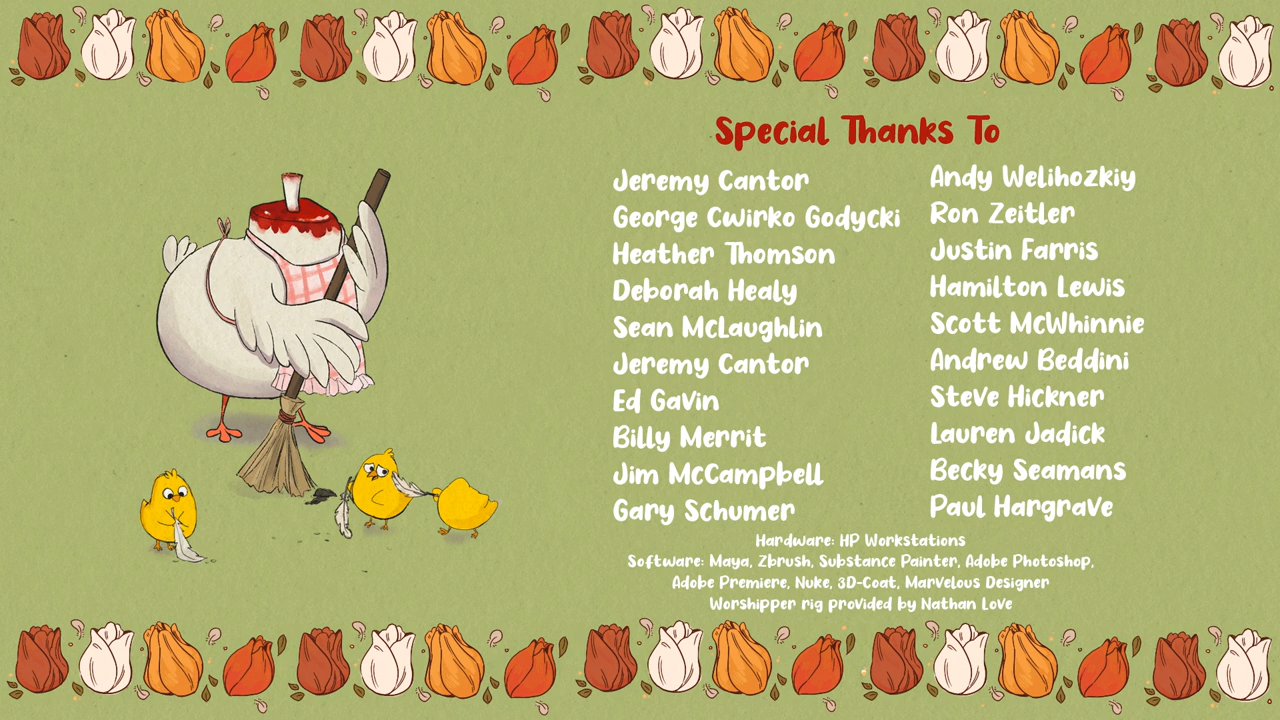 Special Thanks To
Jeremy Cantor
George Cwirko Godycki
Heather Thomson
Deborah Healy
Sean McLaughlin
Jeremy Cantor
Ed Gavin
Billy Merrit
Jim McCampbell
Gary Schumer
Andy Welihozkiy
Ron Zeitler
Justin Farris
Hamilton Lewis
Scott McWhinnie
Andrew Beddini
Steve Hickner
Lauren Jadick
Becky Seamans
Paul Hargrave
Hardware: HP Workstations
Software: Maya, Zbrush, Substance Painter, Adobe Photoshop,
Adobe Premiere, Nuke, 3D-Coat, Marvelous Designer
Worshipper rig provided by Nathan Love